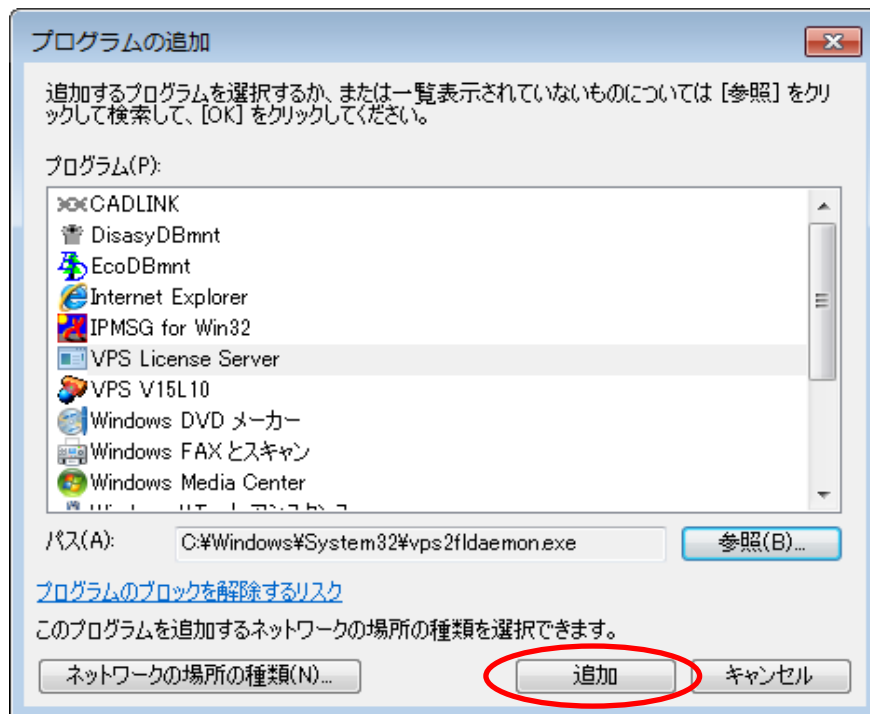 プログラムの追加
追加するプログラムを選択するか、または一覧表示されていないものについては [参照] をクリ
ックして検索して、[OK] をクリックしてください。
プログラム(P):
CADLINK
DisasyDBmnt
EcoDBmnt
Internet Explorer
IPMSG for Win32
VPS License Server
VPS V15L10
Windows DVD メーカー
Windows FAX とスキャン
Windows Media Center
パス(A):
C:¥Windows¥System32¥vps2fldaemon.exe
参照(B)...
プログラムのブロックを解除するリスク
このプログラムを追加するネットワークの場所の種類を選択できます。
ネットワークの場所の種類(N)...
追加
キャンセル